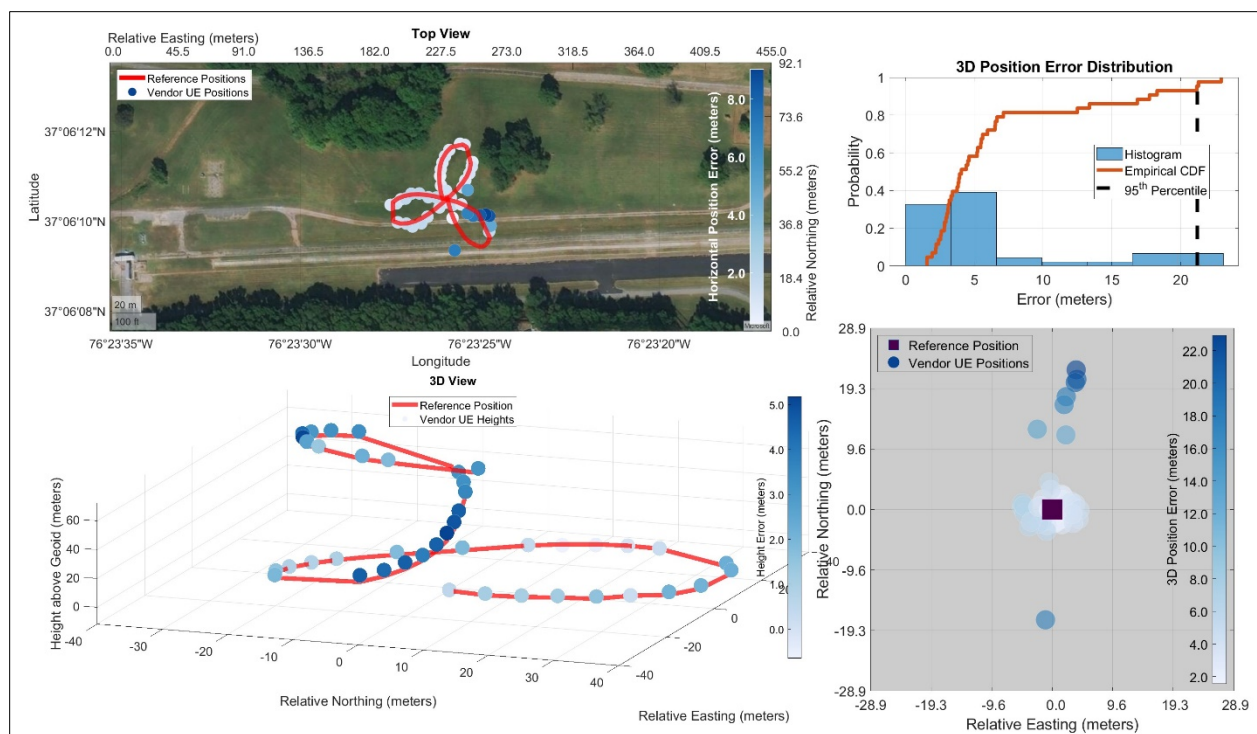 Relative Easting (meters)
Top View
0.0 45.5 91.0 136.5 182.0 227.5 273.0 318.5 364.0 409.5 455.0
Reference Positions
Vendor UE Positions
37°06'12"N
37°06'10"N
37°06'08"N
Latitude
20 m
100 ft
Microsoft
76°23'35"W 76°23'30"W 76°23'25"W 76°23'20"W
Longitude
Horizontal Position Error (meters)
8.0
6.0
4.0
2.0
92.1
73.6
55.2
36.8
18.4
0.0
Relative Northing (meters)
3D Position Error Distribution
Probability
1
0.8
0.6
0.4
0.2
0
Histogram
Empirical CDF
95th Percentile
0 5 10 15 20
Error (meters)
3D View
Reference Position
Vendor UE Heights
Height above Geoid (meters)
60
40
20
0
-40 -30 -20 -10 0 10 20 30 40
Relative Northing (meters)
-40
-20
0
Relative Easting (meters)
Height Error (meters)
5.0
4.0
3.0
2.0
1.0
0.0
Reference Position
Vendor UE Positions
28.9
19.3
9.6
0.0
-9.6
-19.3
-28.9
Relative Northing (meters)
-28.9 -19.3 -9.6 0.0 9.6 19.3 28.9
Relative Easting (meters)
3D Position Error (meters)
22.0
20.0
18.0
16.0
14.0
12.0
10.0
8.0
6.0
4.0
2.0